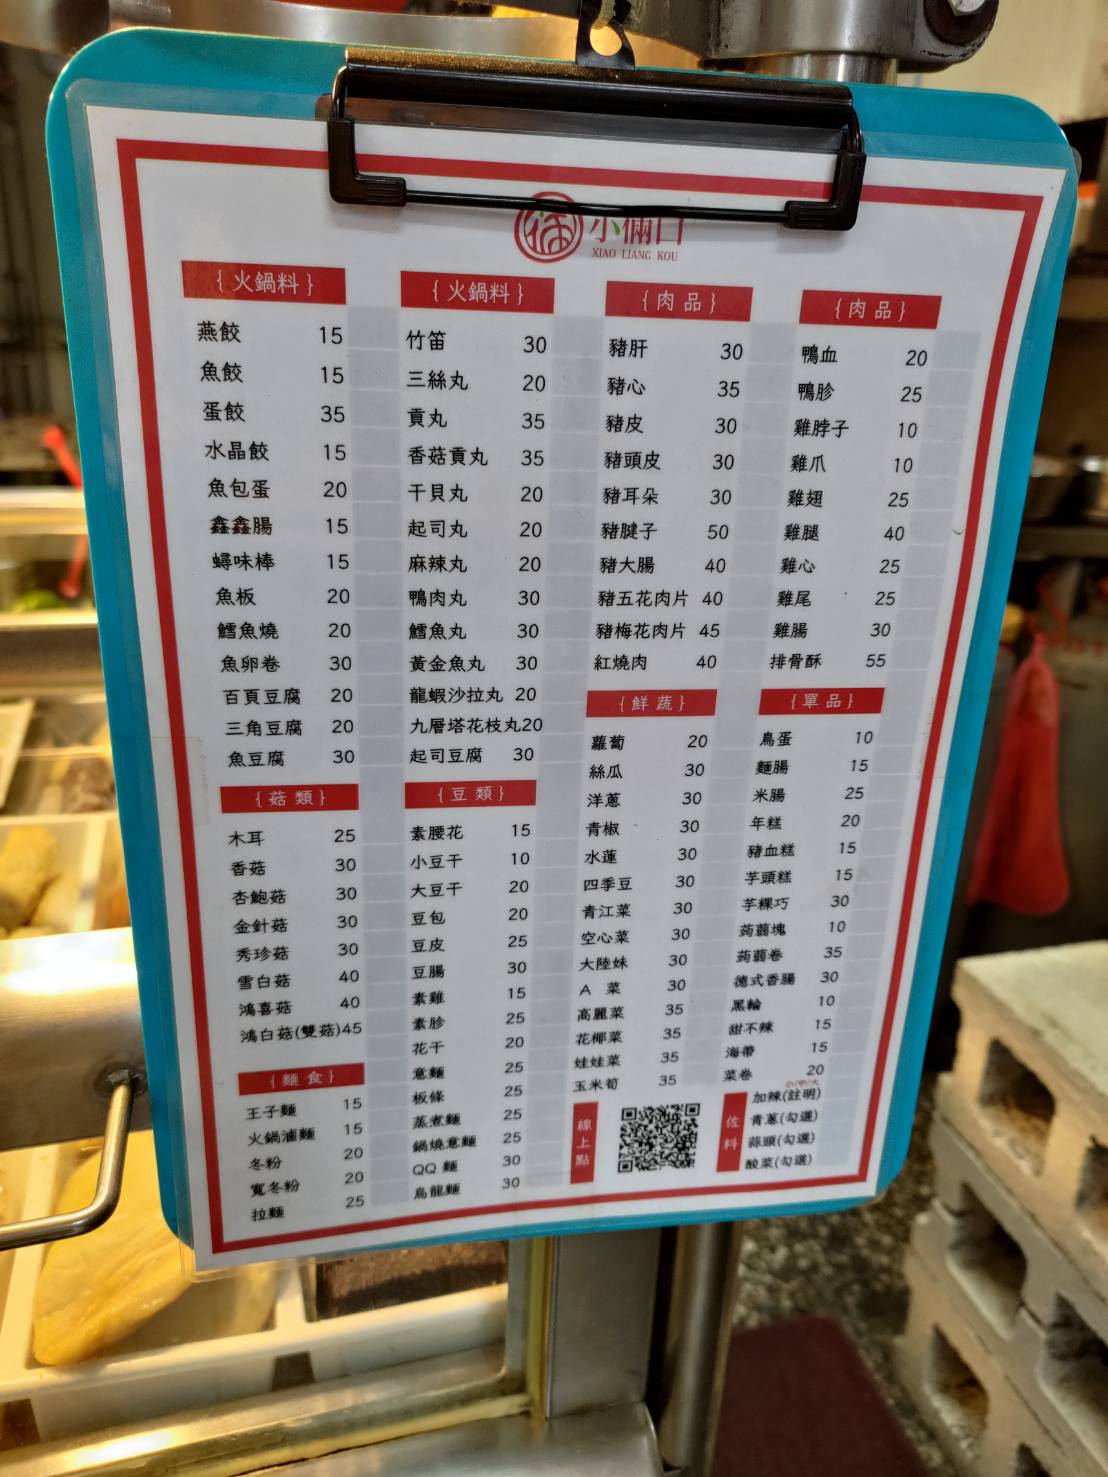 徐 小倆口
XIAO LIANG KOU
{火鍋料}
燕餃 15
魚餃 15
蛋餃 35
水晶餃 15
魚包蛋 20
鑫鑫腸 15
蟳味棒 15
魚板 20
鱈魚燒 20
魚卵卷 30
百頁豆腐 20
三角豆腐 20
魚豆腐 30
{菇類}
木耳 25
香菇 30
杏鮑菇 30
金針菇 30
秀珍菇 30
雪白菇 40
鴻喜菇 40
鴻白菇(雙菇)45
{麵食}
王子麵 15
火鍋滷麵 15
冬粉 20
寬冬粉 20
拉麵 25
{火鍋料}
竹笛 30
三絲丸 20
貢丸 35
香菇貢丸 35
干貝丸 20
起司丸 20
麻辣丸 20
鴨肉丸 30
鱈魚丸 30
黃金魚丸 30
龍蝦沙拉丸 20
九層塔花枝丸20
起司豆腐 30
{豆類}
素腰花 15
小豆干 10
大豆干 20
豆包 20
豆皮 25
豆腸 30
素雞 15
素胗 25
花干 20
意麵 25
板條 25
蒸煮麵 25
鍋燒意麵 25
QQ 麵 30
烏龍麵 30
{肉品}
豬肝 30
豬心 35
豬皮 30
豬頭皮 30
豬耳朵 30
豬腱子 50
豬大腸 40
豬五花肉片 40
豬梅花肉片 45
紅燒肉 40
{鮮蔬}
蘿蔔 20
絲瓜 30
洋蔥 30
青椒 30
水蓮 30
四季豆 30
青江菜 30
空心菜 30
大陸妹 30
A 菜 30
高麗菜 35
花椰菜 35
娃娃菜 35
玉米筍 35
線上點
{肉品}
鴨血 20
鴨胗 25
雞脖子 10
雞爪 10
雞翅 25
雞腿 40
雞心 25
雞尾 25
雞腸 30
排骨酥 55
{單品}
鳥蛋 10
麵腸 15
米腸 25
年糕 20
豬血糕 15
芋頭糕 15
芋粿巧 30
蒟蒻塊 10
蒟蒻卷 35
德式香腸 30
黑輪 10
甜不辣 15
海帶 15
菜卷 20
佐料
小/中/大
加辣(註明)
青蔥(勾選)
蒜頭(勾選)
酸菜(勾選)